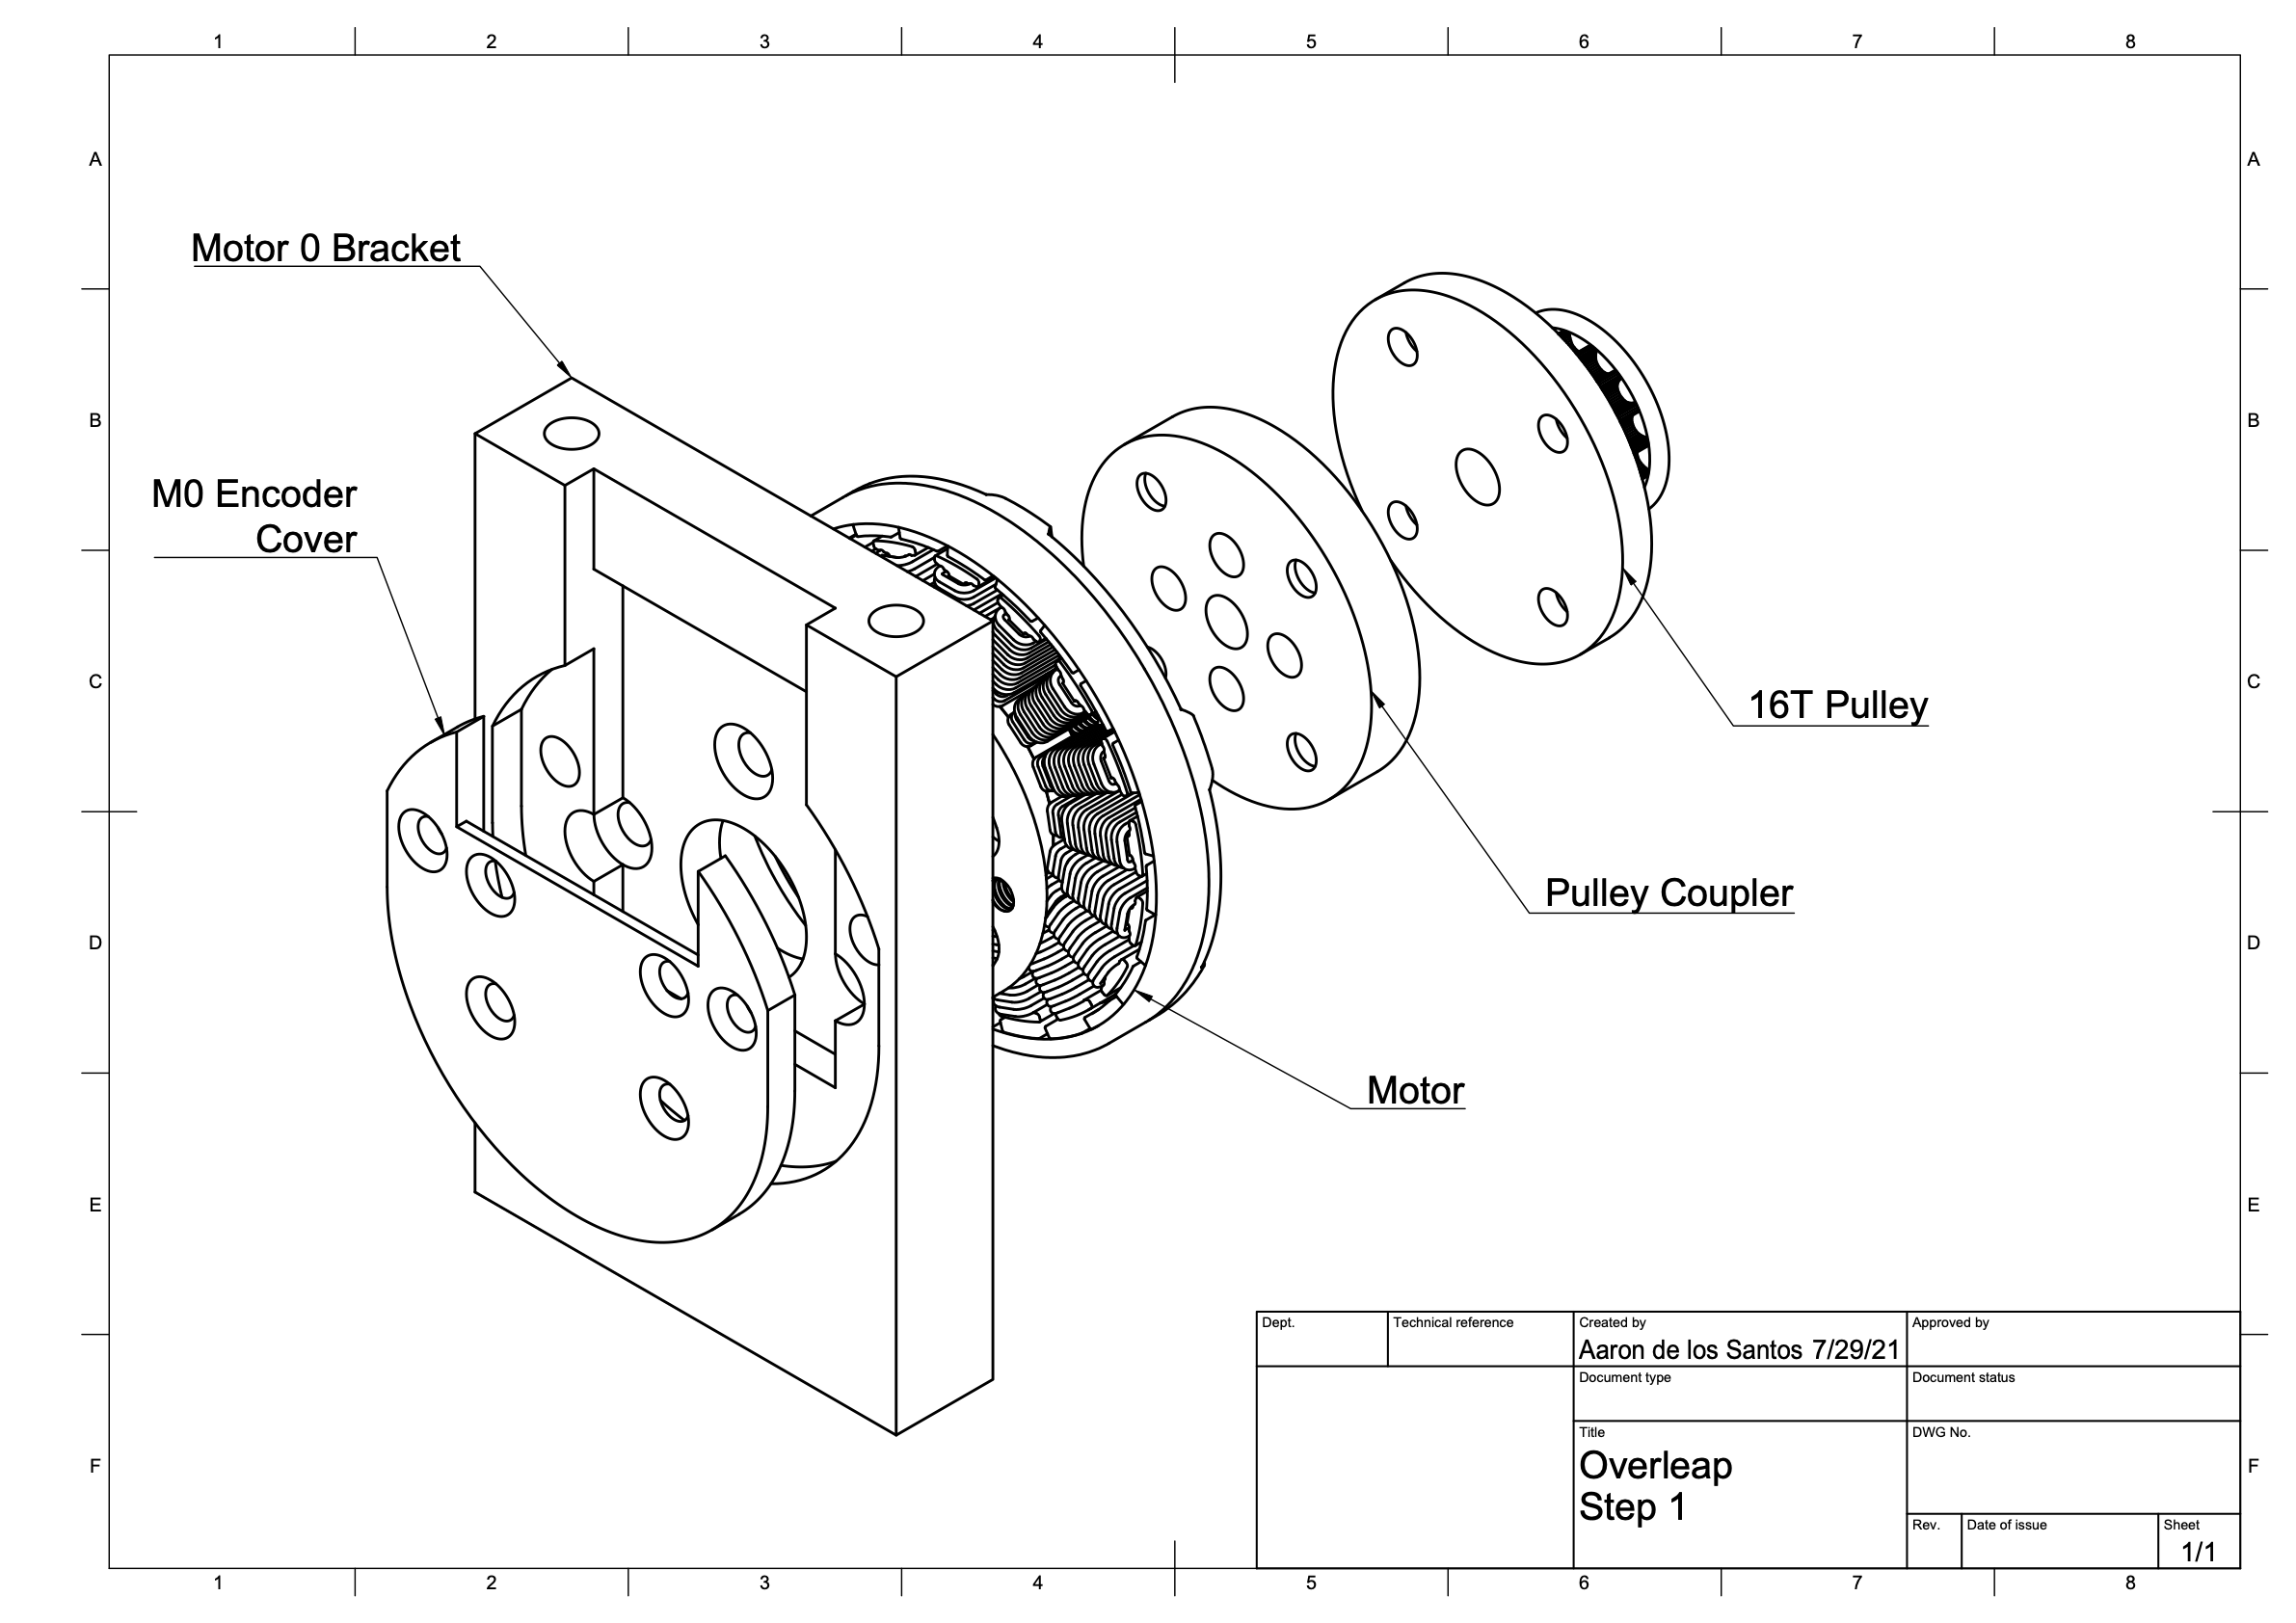 1 2 3 4 5 6 7 8
A A
Motor 0 Bracket
B B
M0 Encoder
Cover
C C
16T Pulley
Pulley Coupler
D D
Motor
E E
Dept. Technical reference Created by Approved by
Aaron de los Santos 7/29/21
Document type Document status
Title DWG No.
Overleap
F F
Step 1
Rev. Date of issue Sheet
1/1
1 2 3 4 5 6 7 8